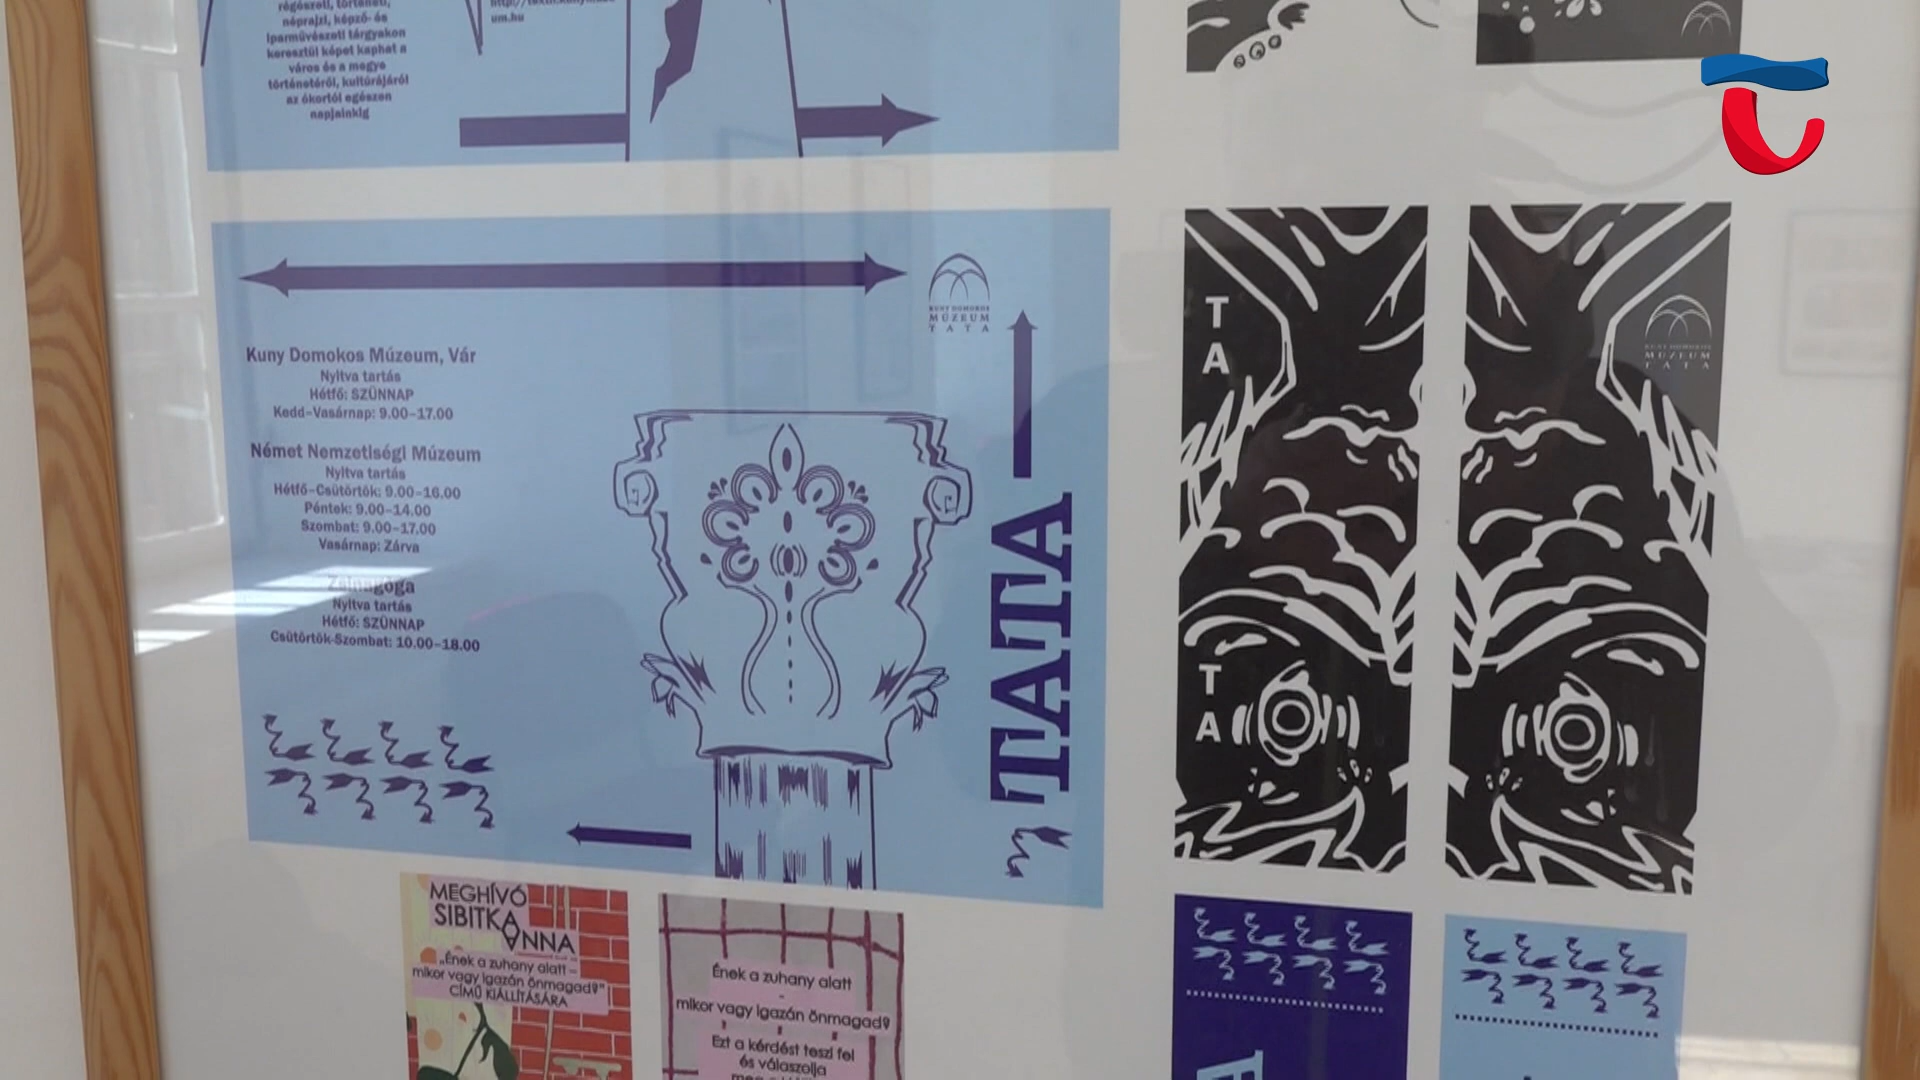 régészeti, történeti,
néprajzi, képző- és
iparművészeti tárgyakon
keresztül képet kaphat a
város és a megye
történetéről, kultúrájáról
az ókortól egészen
napjainkig
um.hu
KUNY DOMOKOS
MÚZEUM
TATA
Kuny Domokos Múzeum, Vár
Nyitva tartás
Hétfő: SZÜNNAP
Kedd–Vasárnap: 9.00–17.00
Német Nemzetiségi Múzeum
Nyitva tartás
Hétfő–Csütörtök: 9.00–16.00
Péntek: 9.00–14.00
Szombat: 9.00–17.00
Vasárnap: Zárva
Zsinagóga
Nyitva tartás
Hétfő: SZÜNNAP
Csütörtök-Szombat: 10.00–18.00
TATA
TA
TA
KUNY DOMOKOS
MÚZEUM
TATA
MEGHÍVÓ
SIBITKA
ANNA
„Ének a zuhany alatt –
mikor vagy igazán önmagad?"
CÍMŰ KIÁLLÍTÁSÁRA
Ének a zuhany alatt
-
mikor vagy igazán önmagad?
Ezt a kérdést teszi fel
és válaszolja